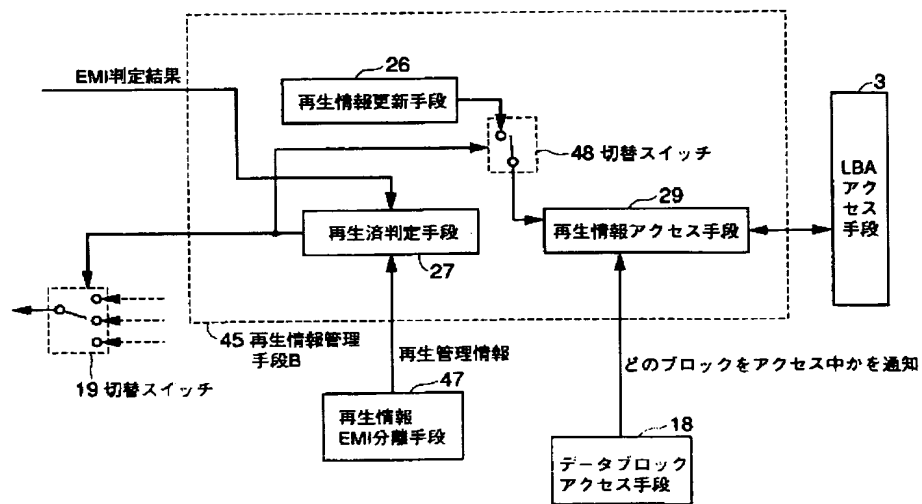 EMI判定結果
26
再生情報更新手段
3
LBA
アク
セス
手段
48 切替スイッチ
29
再生情報アクセス手段
再生済判定手段
27
45 再生情報管理
手段B
再生管理情報
どのブロックをアクセス中かを通知
19 切替スイッチ
47
再生情報
EMI分離手段
18
データブロック
アクセス手段